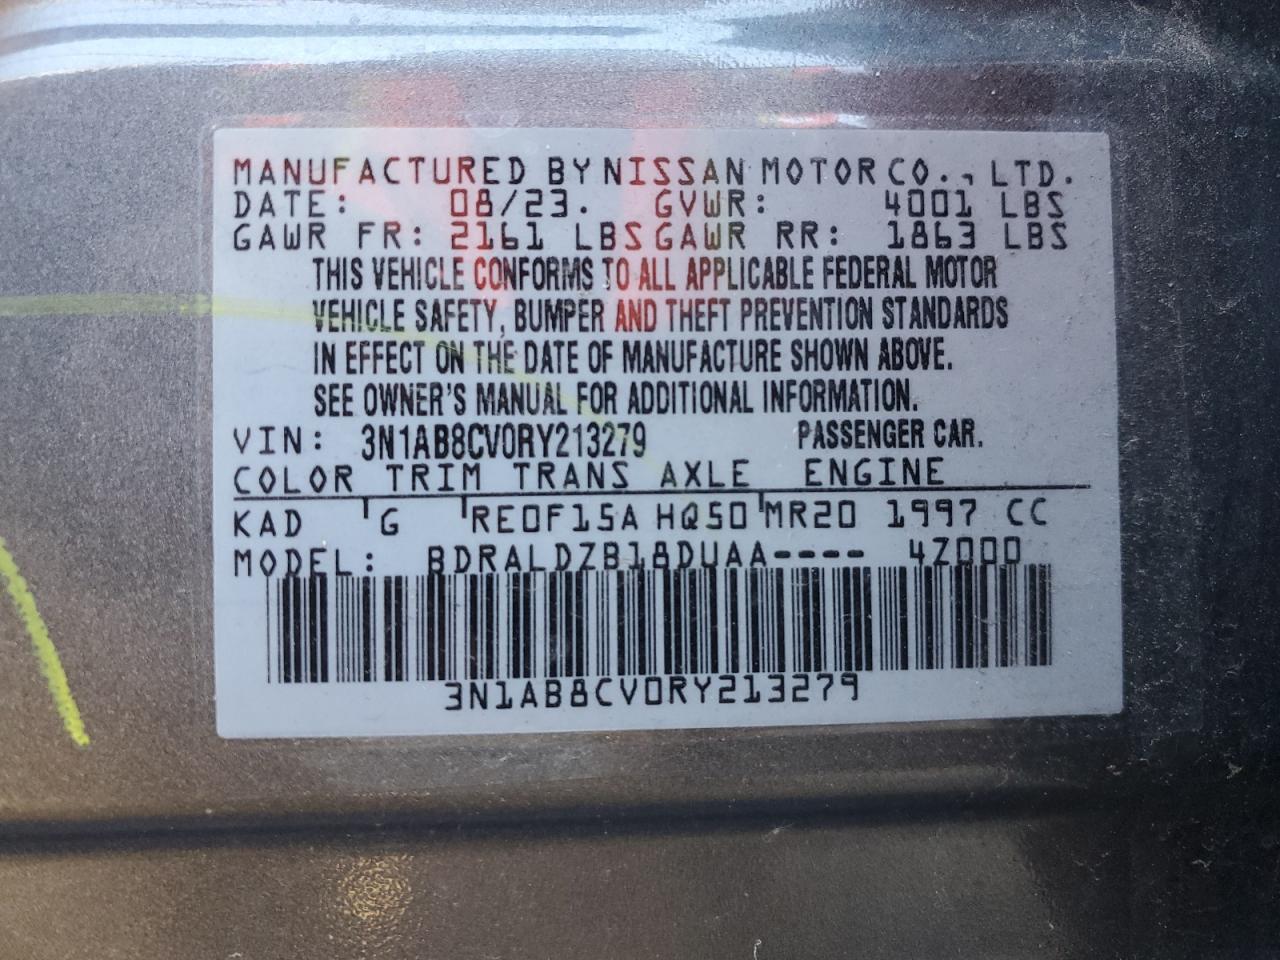 MANUFACTURED BY NISSAN MOTOR CO., LTD.
DATE: 08/23. GVWR: 4001 LBS
GAWR FR: 2161 LBS GAWR RR: 1863 LBS
THIS VEHICLE CONFORMS TO ALL APPLICABLE FEDERAL MOTOR
VEHICLE SAFETY, BUMPER AND THEFT PREVENTION STANDARDS
IN EFFECT ON THE DATE OF MANUFACTURE SHOWN ABOVE.
SEE OWNER'S MANUAL FOR ADDITIONAL INFORMATION.
VIN: 3N1AB8CV0RY213279 PASSENGER CAR.
COLOR TRIM TRANS AXLE ENGINE
KAD G RE0F15A HQ50 MR20 1997 CC
MODEL: BDRALDZB18DUAA---- 4Z000
3N1AB8CV0RY213279